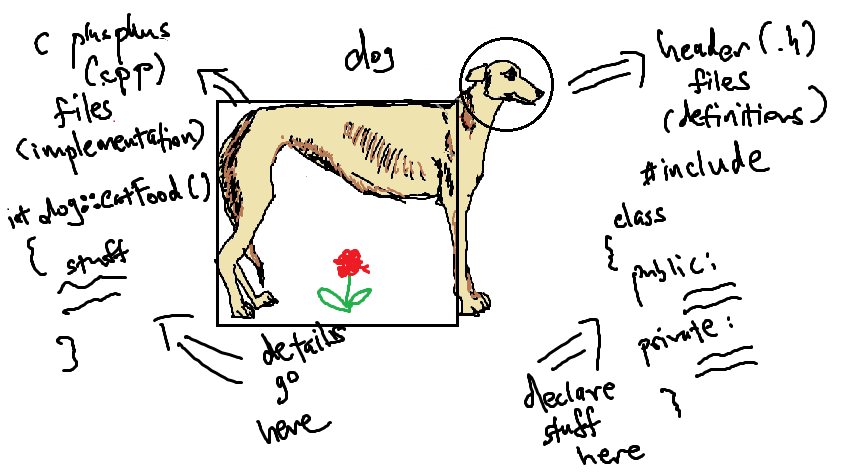 C plusplus
(.cpp)
files
(implementation)
int dog::eatFood()
{ stuff
}
dog
details
go
here
header (.h)
files
(definitions)
#include
class
{
public:
private:
}
declare
stuff
here